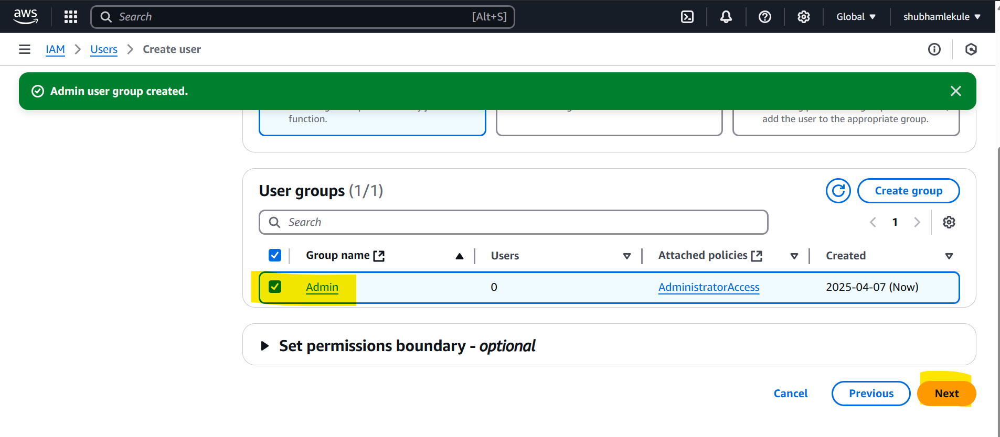 aws Search [Alt+S] Global shubhamlekule
IAM Users Create user
Admin user group created.
function.
add the user to the appropriate group.
User groups (1/1) Create group
Search 1
Group name Users Attached policies Created
Admin 0 AdministratorAccess 2025-04-07 (Now)
Set permissions boundary - optional
Cancel Previous Next